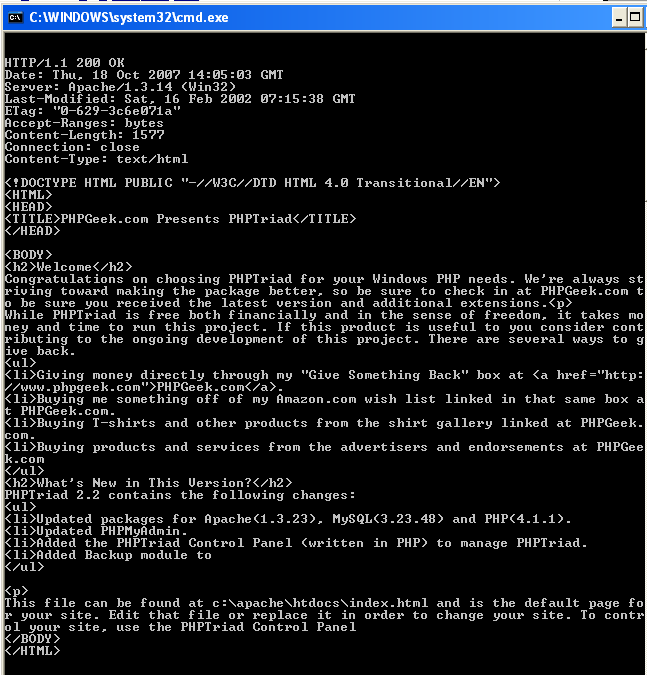 C:\WINDOWS\system32\cmd.exe
HTTP/1.1 200 OK
Date: Thu, 18 Oct 2007 14:05:03 GMT
Server: Apache/1.3.14 (Win32)
Last-Modified: Sat, 16 Feb 2002 07:15:38 GMT
ETag: "0-629-3c6e071a"
Accept-Ranges: bytes
Content-Length: 1577
Connection: close
Content-Type: text/html
<!DOCTYPE HTML PUBLIC "-//W3C//DTD HTML 4.0 Transitional//EN">
<HTML>
<HEAD>
<TITLE>PHPGeek.com Presents PHPTriad</TITLE>
</HEAD>
<BODY>
<h2>Welcome</h2>
Congratulations on choosing PHPTriad for your Windows PHP needs. We're always st
riving toward making the package better, so be sure to check in at PHPGeek.com t
o be sure you received the latest version and additional extensions.<p>
While PHPTriad is free both financially and in the sense of freedom, it takes mo
ney and time to run this project. If this product is useful to you consider cont
ributing to the ongoing development of this project. There are several ways to g
ive back.
<ul>
<li>Giving money directly through my "Give Something Back" box at <a href="http:
//www.phpgeek.com">PHPGeek.com</a>.
<li>Buying me something off of my Amazon.com wish list linked in that same box a
t PHPGeek.com.
<li>Buying T-shirts and other products from the shirt gallery linked at PHPGeek.
com.
<li>Buying products and services from the advertisers and endorsements at PHPGee
k.com
</ul>
<h2>What's New in This Version?</h2>
PHPTriad 2.2 contains the following changes:
<ul>
<li>Updated packages for Apache(1.3.23), MySQL(3.23.48) and PHP(4.1.1).
<li>Updated PHPMyAdmin.
<li>Added the PHPTriad Control Panel (written in PHP) to manage PHPTriad.
<li>Added Backup module to
</ul>
<p>
This file can be found at c:\apache\htdocs\index.html and is the default page fo
r your site. Edit that file or replace it in order to change your site. To contr
ol your site, use the PHPTriad Control Panel
</BODY>
</HTML>